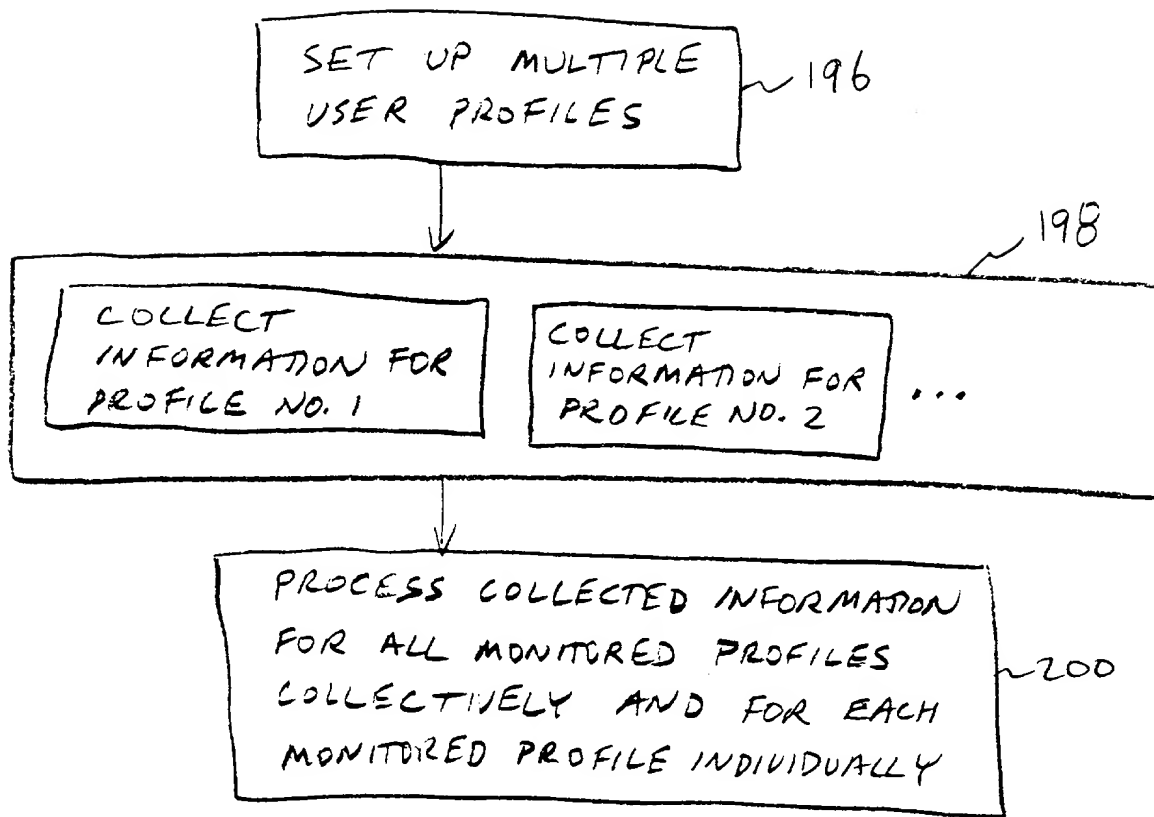 SET UP MULTIPLE
USER PROFILES
196
198
COLLECT
INFORMATION FOR
PROFILE NO. 1
COLLECT
INFORMATION FOR
PROFILE NO. 2
...
PROCESS COLLECTED INFORMATION
FOR ALL MONITORED PROFILES
COLLECTIVELY AND FOR EACH
MONITORED PROFILE INDIVIDUALLY
200